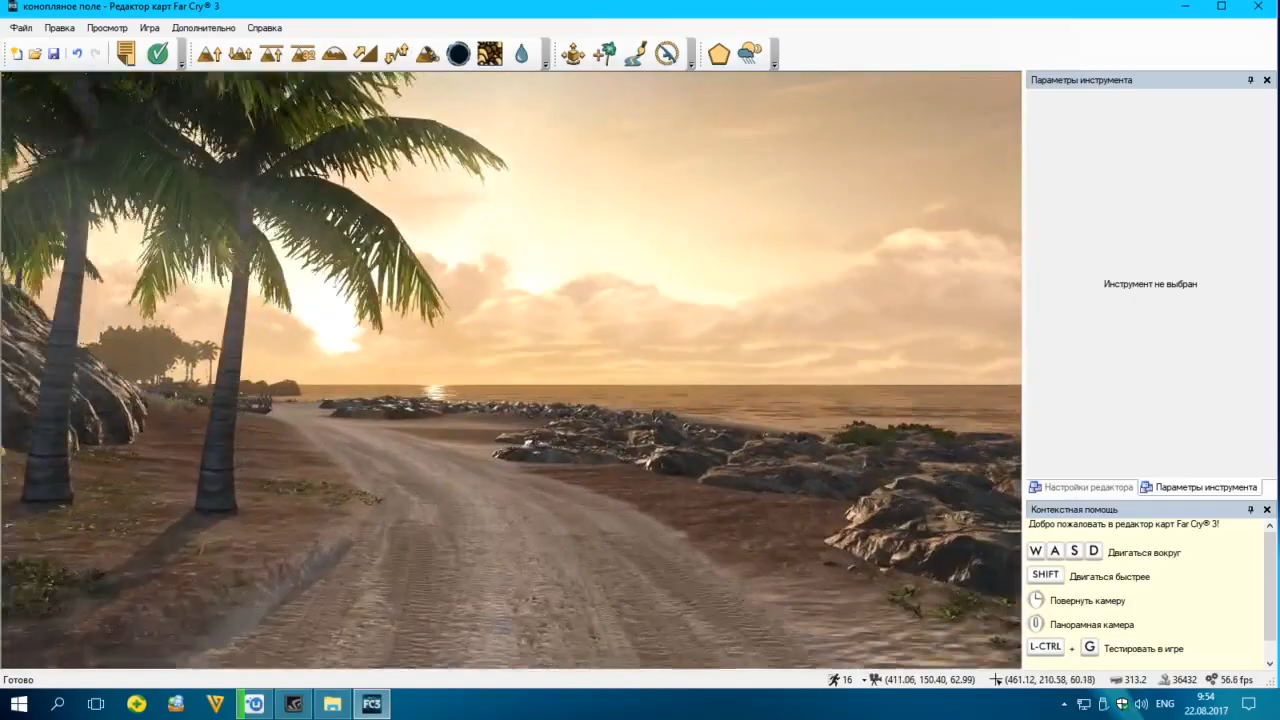 конопляное поле - Редактор карт Far Cry® 3
Файл Правка Просмотр Игра Дополнительно Справка
Параметры инструмента
Инструмент не выбран
Настройки редактора Параметры инструмента
Контекстная помощь
Добро пожаловать в редактор карт Far Cry® 3!
W A S D Двигаться вокруг
SHIFT Двигаться быстрее
Повернуть камеру
Панорамная камера
L-CTRL + G Тестировать в игре
Готово 16 (411.06, 150.40, 62.99) (461.12, 210.58, 60.18) 313.2 36432 56.6 fps
FC3 ENG 9:54
22.08.2017